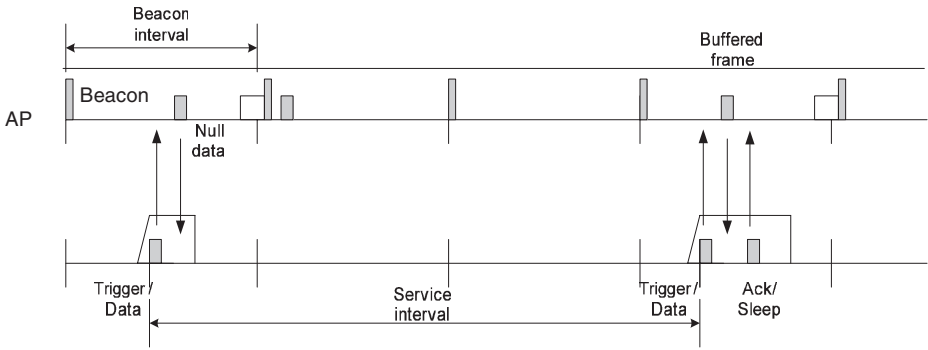 Beacon
interval
Buffered
frame
Beacon
AP
Null
data
Trigger/
Data
Service
interval
Trigger/
Data
Ack/
Sleep